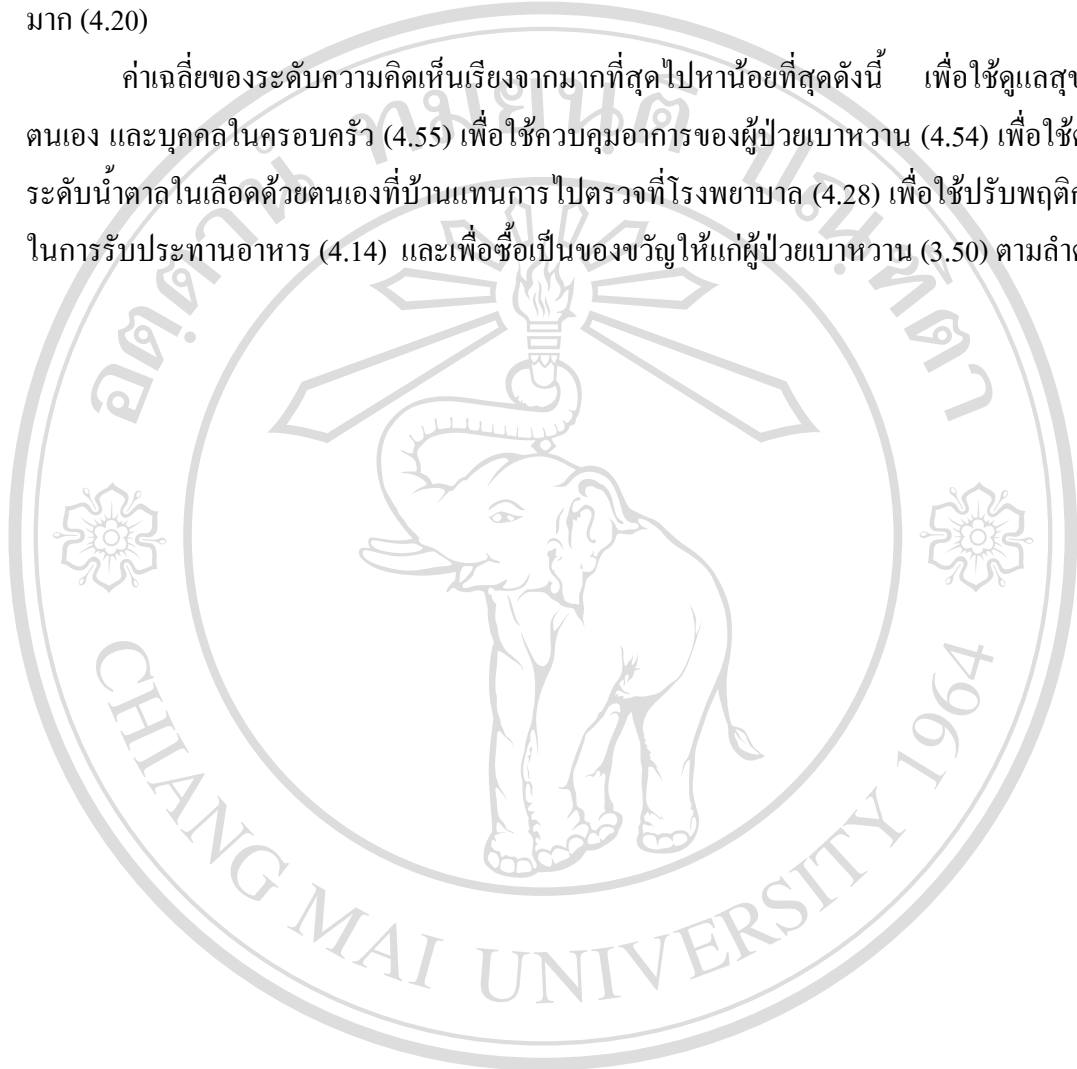 มาก (4.20)
ค่าเฉลี่ยของระดับความคิดเห็นเรียงจากมากที่สุดไปหาน้อยที่สุดดังนี้ เพื่อใช้ดูแล
ตนเอง และบุคคลในครอบครัว (4.55) เพื่อใช้ควบคุมอาการของผู้ป่วยเบาหวาน (4.54) เพื่อใช้
ระดับน้ำตาลในเลือดด้วยตนเองที่บ้านแทนการไปตรวจที่โรงพยาบาล (4.28) เพื่อใช้ปรับ
ในการรับประทานอาหาร (4.14) และเพื่อซื้อเป็นของขวัญให้แก่ผู้ป่วยเบาหวาน (3.50)
อตฺตานํ ทมยนฺติ ปณฺฑิตา
CHIANG MAI UNIVERSITY 1964